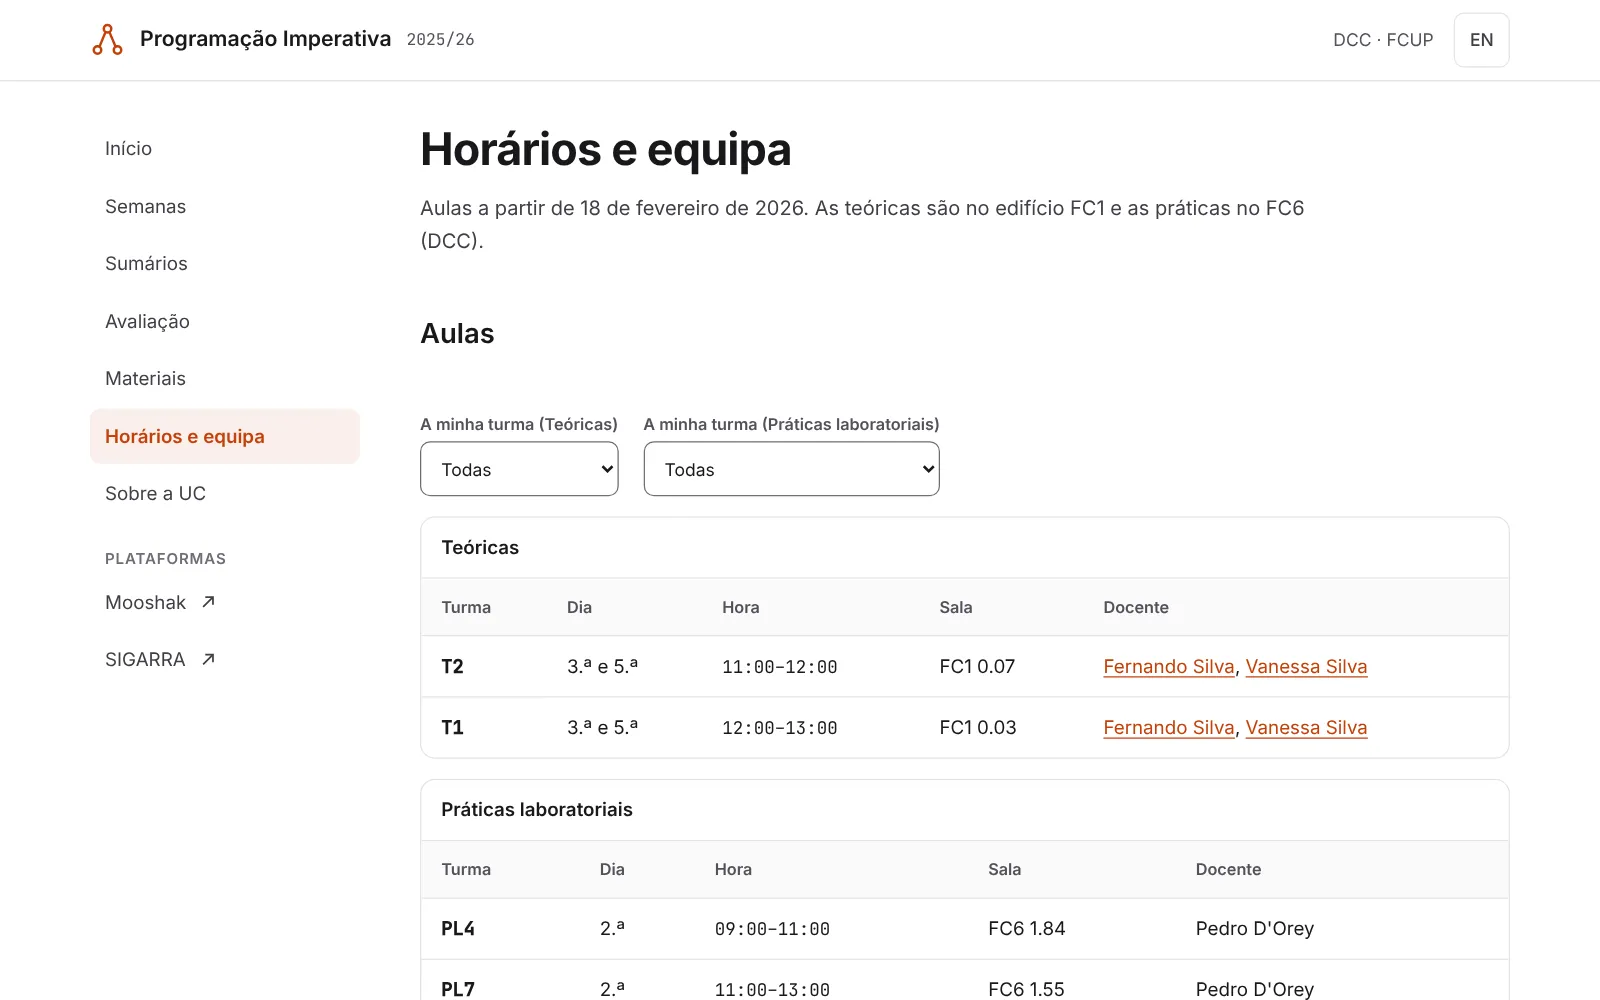 Programação Imperativa 2025/26
DCC · FCUP
EN
Início
Semanas
Sumários
Avaliação
Materiais
Horários e equipa
Sobre a UC
PLATAFORMAS
Mooshak
SIGARRA
Horários e equipa
Aulas a partir de 18 de fevereiro de 2026. As teóricas são no edifício FC1 e as práticas no FC6
(DCC).
Aulas
A minha turma (Teóricas) A minha turma (Práticas laboratoriais)
Todas Todas
Teóricas
Turma Dia Hora Sala Docente
T2 3.ª e 5.ª 11:00–12:00 FC1 0.07 Fernando Silva, Vanessa Silva
T1 3.ª e 5.ª 12:00–13:00 FC1 0.03 Fernando Silva, Vanessa Silva
Práticas laboratoriais
Turma Dia Hora Sala Docente
PL4 2.ª 09:00–11:00 FC6 1.84 Pedro D'Orey
PL7 2.ª 11:00–13:00 FC6 1.55 Pedro D'Orey